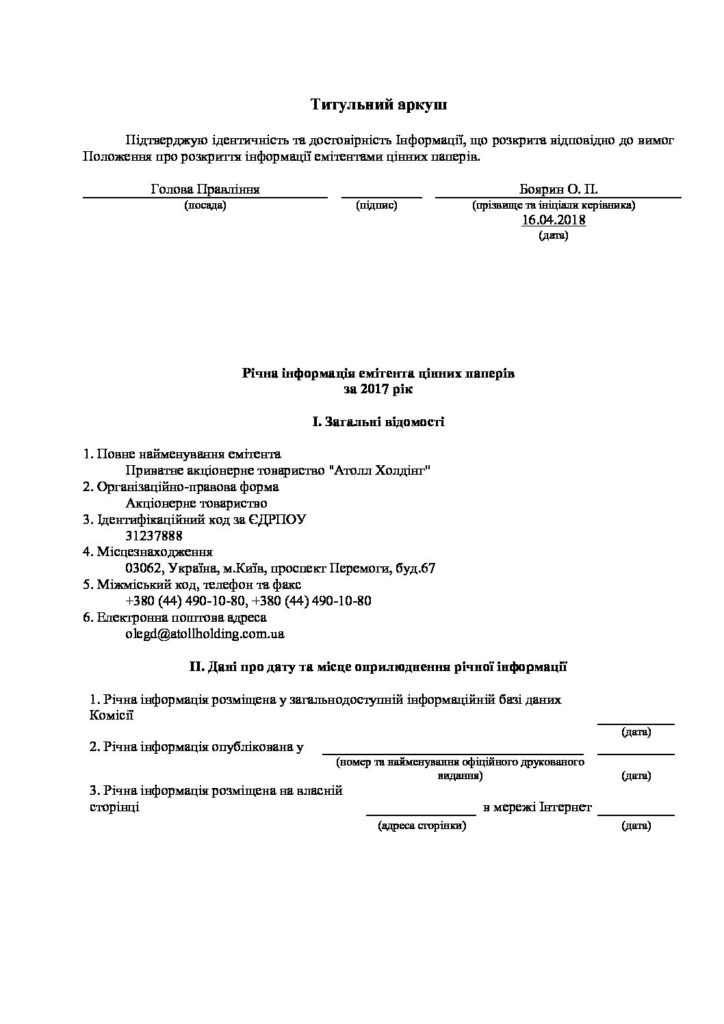 Титульний аркуш
Підтверджую ідентичність та достовірність Інформації, що розкрита відповідно до вимог
Положення про розкриття інформації емітентами цінних паперів.
Голова Правління Боярин О. П.
(посада) (підпис) (прізвище та ініціали керівника)
16.04.2018
(дата)
Річна інформація емітента цінних паперів
за 2017 рік
I. Загальні відомості
1. Повне найменування емітента
Приватне акціонерне товариство "Атолл Холдінг"
2. Організаційно-правова форма
Акціонерне товариство
3. Ідентифікаційний код за ЄДРПОУ
31237888
4. Місцезнаходження
03062, Україна, м.Київ, проспект Перемоги, буд.67
5. Міжміський код, телефон та факс
+380 (44) 490-10-80, +380 (44) 490-10-80
6. Електронна поштова адреса
olegd@atollholding.com.ua
II. Дані про дату та місце оприлюднення річної інформації
1. Річна інформація розміщена у загальнодоступній інформаційній базі даних
Комісії
(дата)
2. Річна інформація опублікована у
(номер та найменування офіційного друкованого
видання) (дата)
3. Річна інформація розміщена на власній
сторінці в мережі Інтернет
(адреса сторінки) (дата)